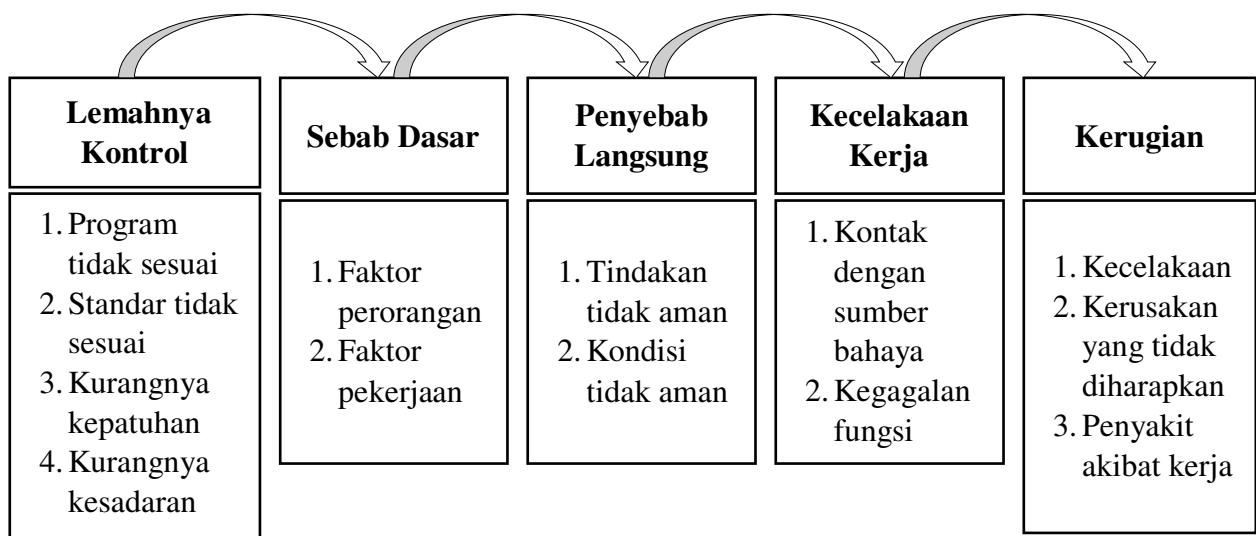 Lemahnya
Kontrol
1. Program
tidak sesuai
2. Standar tidak
sesuai
3. Kurangnya
kepatuhan
4. Kurangnya
kesadaran
Sebab Dasar
1. Faktor
perorangan
2. Faktor
pekerjaan
Penyebab
Langsung
1. Tindakan
tidak aman
2. Kondisi
tidak aman
Kecelakaan
Kerja
1. Kontak
dengan
sumber
bahaya
2. Kegagalan
fungsi
Kerugian
1. Kecelakaan
2. Kerusakan
yang tidak
diharapkan
3. Penyakit
akibat kerja